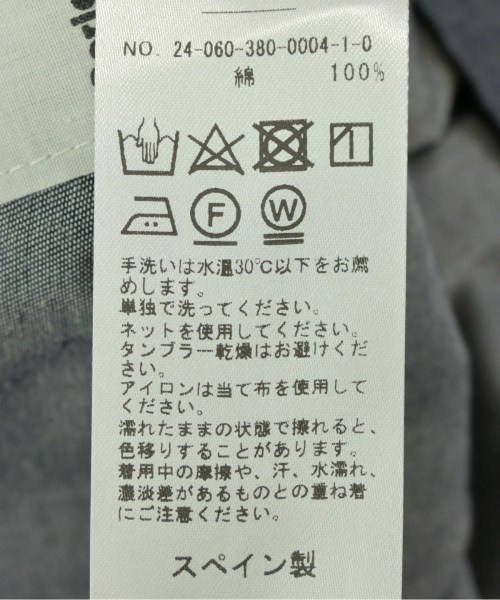 NO. 24-060-380-0004-1-0
綿 100%
F W
手洗いは水温30℃以下をお薦
めします。
単独で洗ってください。
ネットを使用してください。
タンブラー乾燥はお避けくだ
さい。
アイロンは当て布を使用して
ください。
濡れたままの状態で擦れると、
色移りすることがあります。
着用中の摩擦や、汗、水濡れ、
濃淡差があるものとの重ね着
にご注意ください。
スペイン製